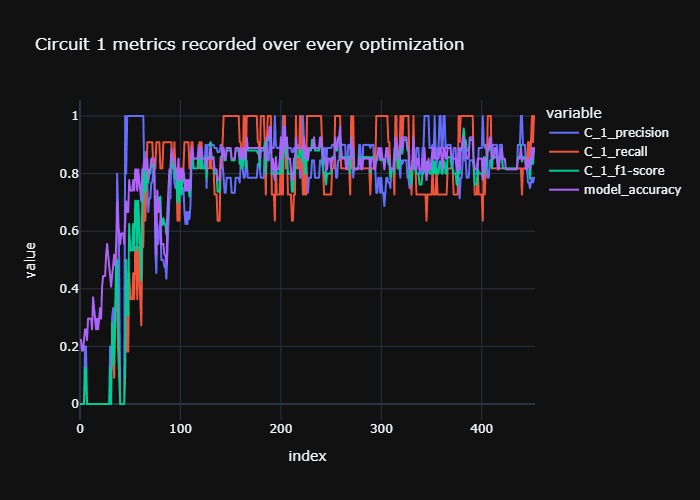 Circuit 1 metrics recorded over every optimization
variable
C_1_precision
C_1_recall
C_1_f1-score
model_accuracy
value
1
0.8
0.6
0.4
0.2
0
0 100 200 300 400
index